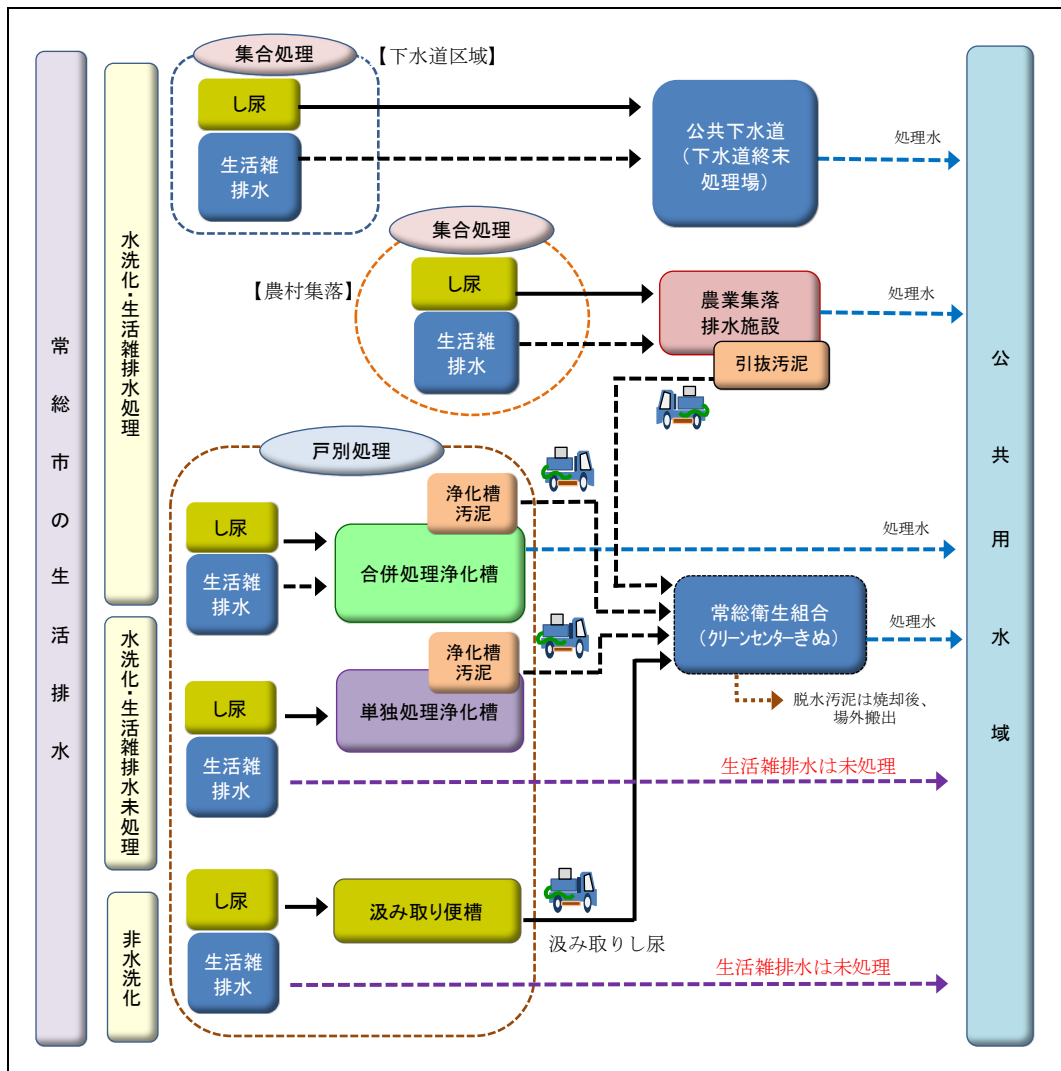 常総市の生活排水
水洗化・生活雑排水処理
水洗化・生活雑排水未処理
非水洗化
集合処理
【下水道区域】
し尿
生活雑
排水
公共下水道
(下水道終末
処理場)
処理水
集合処理
【農村集落】
し尿
生活雑
排水
農業集落
排水施設
引抜汚泥
処理水
戸別処理
浄化槽
汚泥
し尿
生活雑
排水
合併処理浄化槽
処理水
常総衛生組合
(クリーンセンターきぬ)
処理水
脱水汚泥は焼却後、
場外搬出
浄化槽
汚泥
し尿
生活雑
排水
単独処理浄化槽
生活雑排水は未処理
し尿
生活雑
排水
汲み取り便槽
汲み取りし尿
生活雑排水は未処理
公共用水域